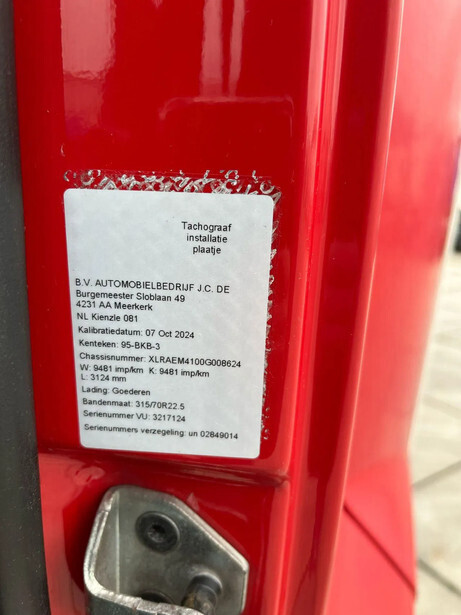 Tachograaf
installatie
plaatje
B.V. AUTOMOBIELBEDRIJF J.C. DE
Burgemeester Sloblaan 49
4231 AA Meerkerk
NL Kienzle 081
Kalibratiedatum: 07 Oct 2024
Kenteken: 95-BKB-3
Chassisnummer: XLRAEM4100G008624
W: 9481 imp/km K: 9481 imp/km
L: 3124 mm
Lading: Goederen
Bandenmaat: 315/70R22.5
Serienummer VU: 3217124
Serienummers verzegeling: un 02849014